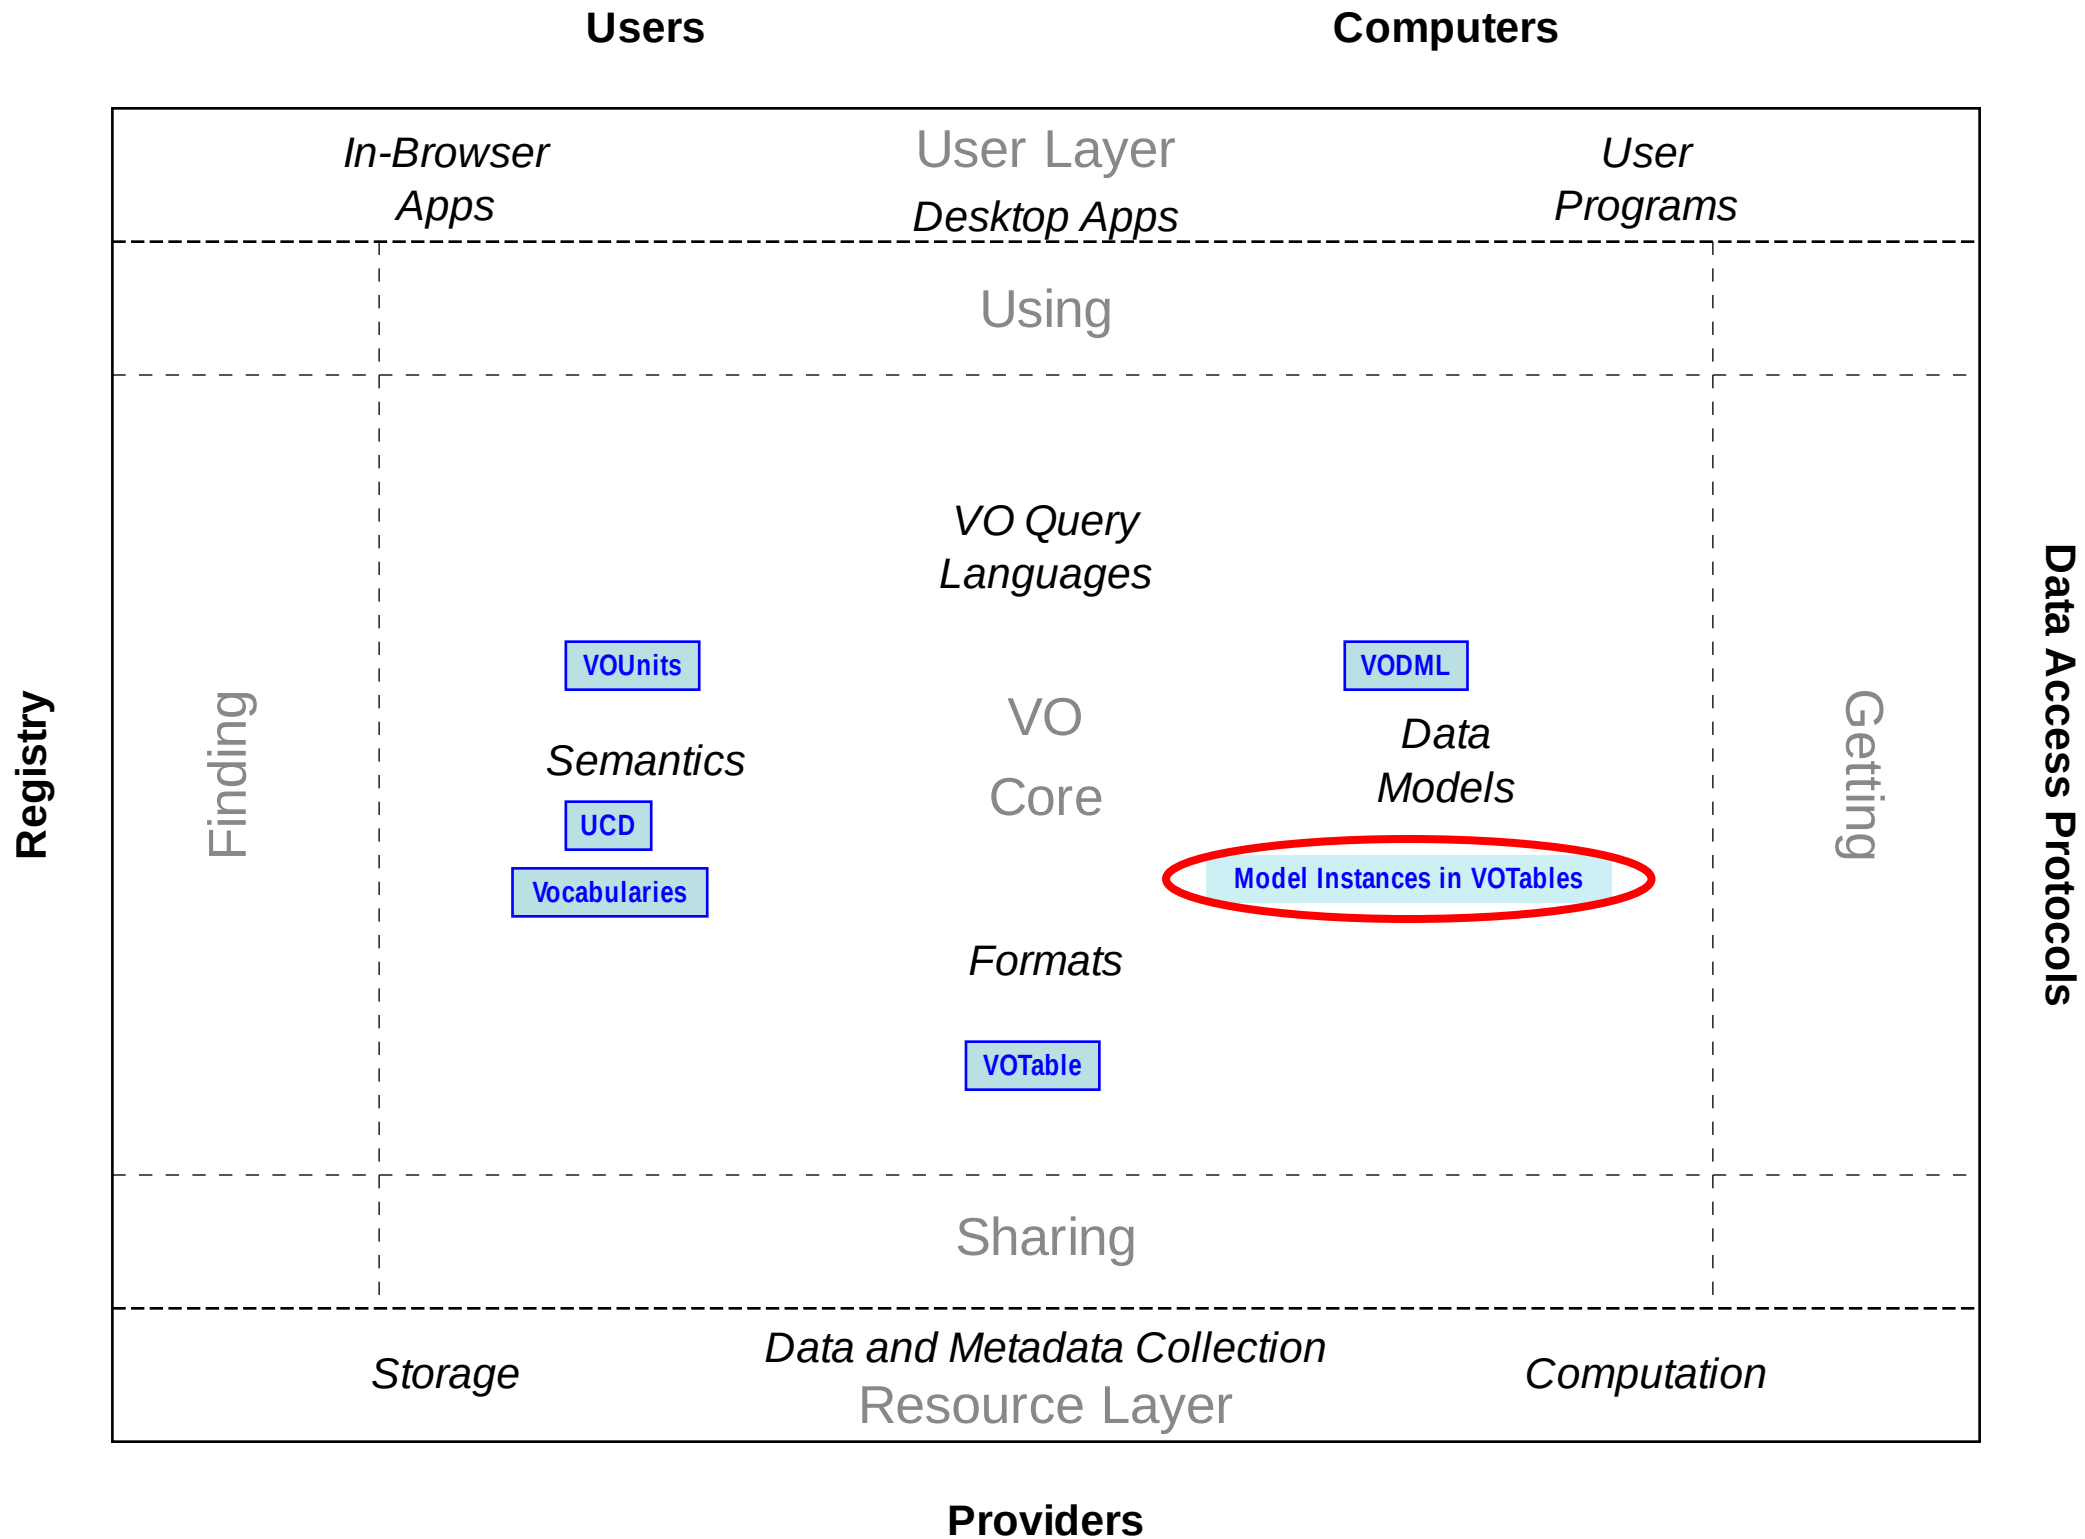 Users
Computers
In-Browser
Apps
User Layer
Desktop Apps
User
Programs
Using
Registry
Finding
VO Query
Languages
VOUnits
Semantics
UCD
Vocabularies
VO
Core
VODML
Data
Models
Model Instances in VOTables
Formats
VOTable
Getting
Data Access Protocols
Sharing
Storage
Data and Metadata Collection
Resource Layer
Computation
Providers